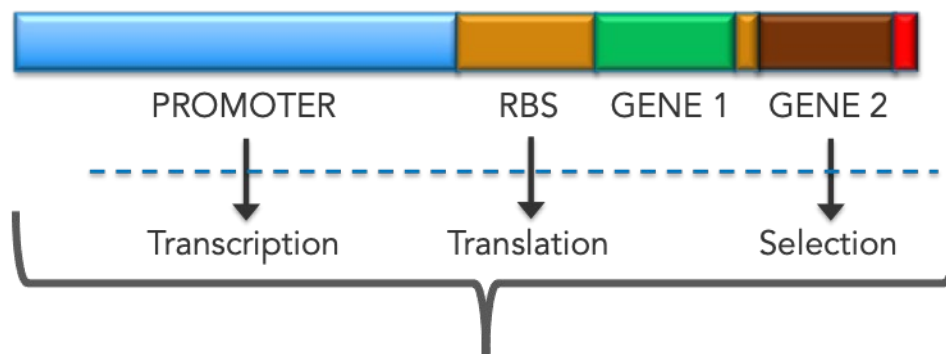 PROMOTER RBS GENE 1 GENE 2
Transcription Translation Selection